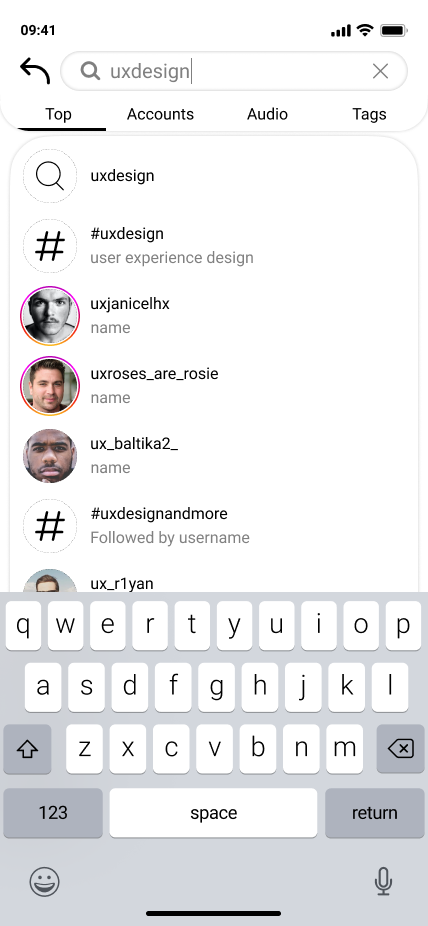 09:41
uxdesign
Top Accounts Audio Tags
uxdesign
#uxdesign
user experience design
uxjanicelhx
name
uxroses_are_rosie
name
ux_baltika2_
name
#uxdesignandmore
Followed by username
ux_r1yan
q w e r t y u i o p
a s d f g h j k l
z x c v b n m
123 space return